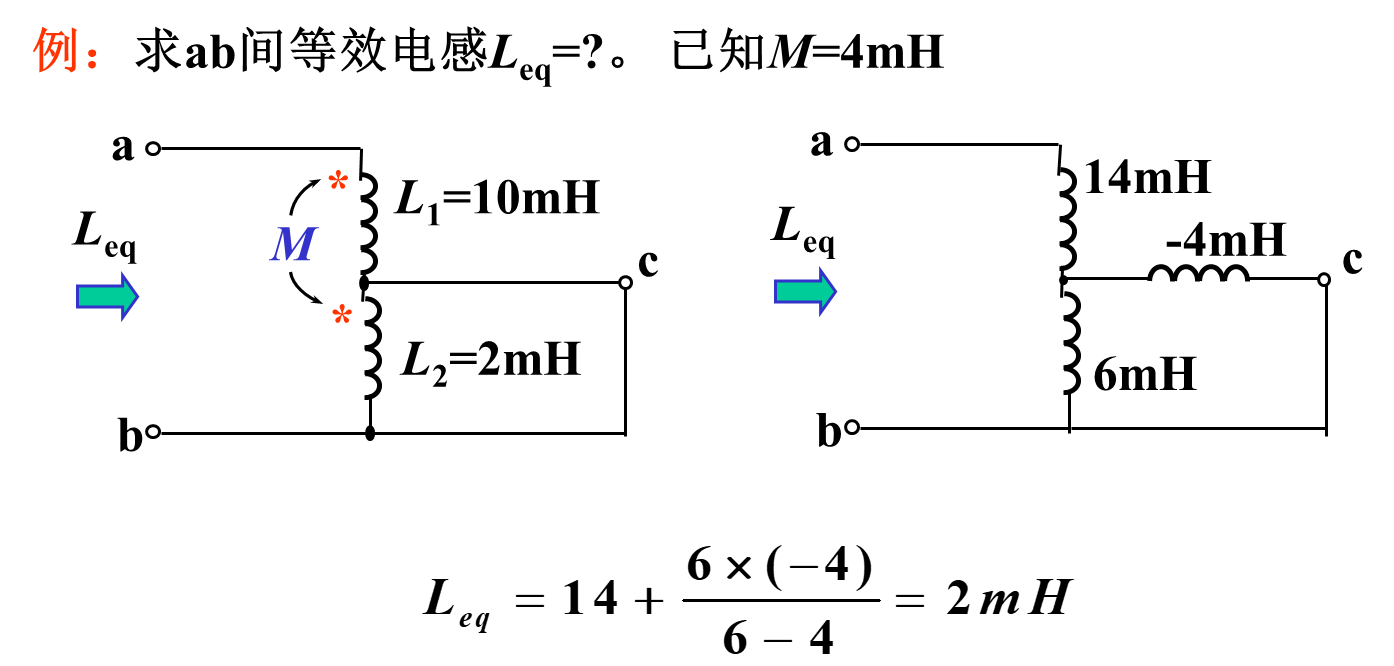 例：求ab间等效电感Leq=?。 已知M=4mH
a
* L1=10mH
Leq
M
c
*
L2=2mH
b
a
14mH
Leq
-4mH
c
6mH
b
Leq = 14 + 6×(−4) / 6−4 = 2mH